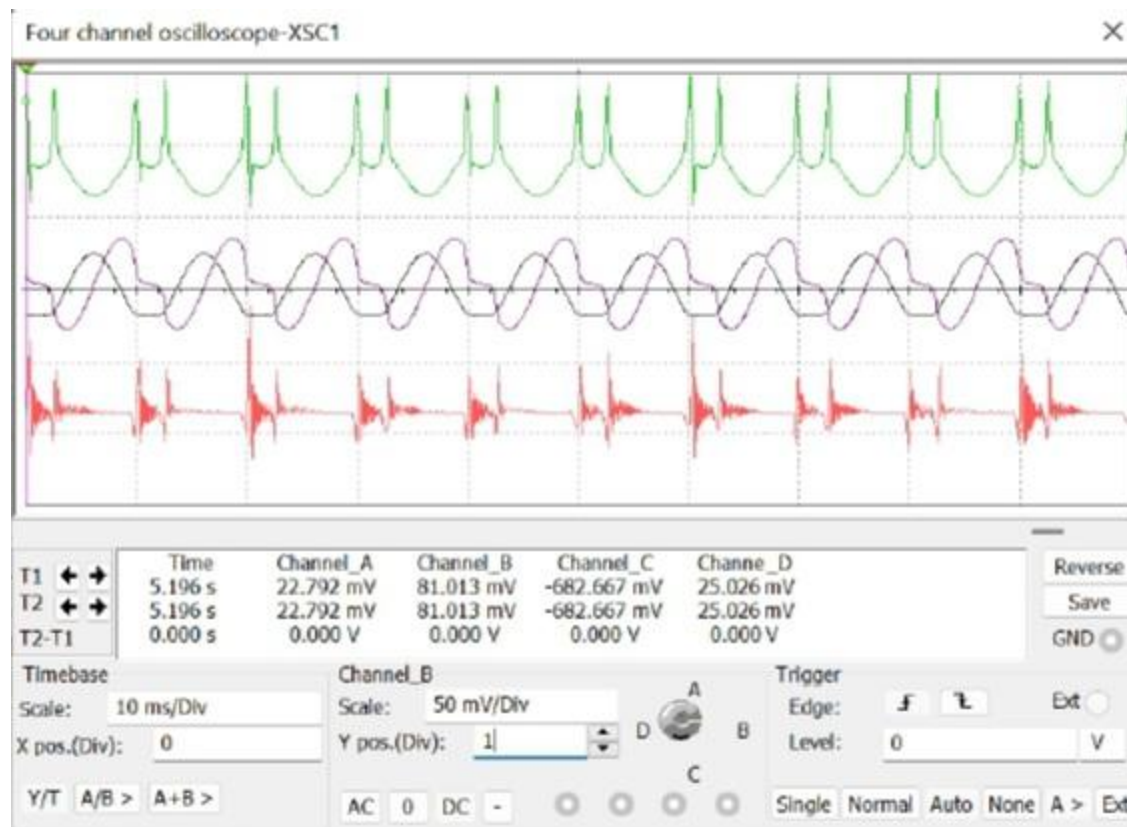 Four channel oscilloscope-XSC1 ×
Time Channel_A Channel_B Channel_C Channe_D
T1 5.196 s 22.792 mV 81.013 mV -682.667 mV 25.026 mV
T2 5.196 s 22.792 mV 81.013 mV -682.667 mV 25.026 mV
T2-T1 0.000 s 0.000 V 0.000 V 0.000 V 0.000 V
Reverse
Save
GND
Timebase
Scale: 10 ms/Div
X pos.(Div): 0
Y/T A/B > A+B >
Channel_B
Scale: 50 mV/Div
Y pos.(Div): 1
AC 0 DC -
A
D B
C
Trigger
Edge: Ext
Level: 0 V
Single Normal Auto None A > Ext